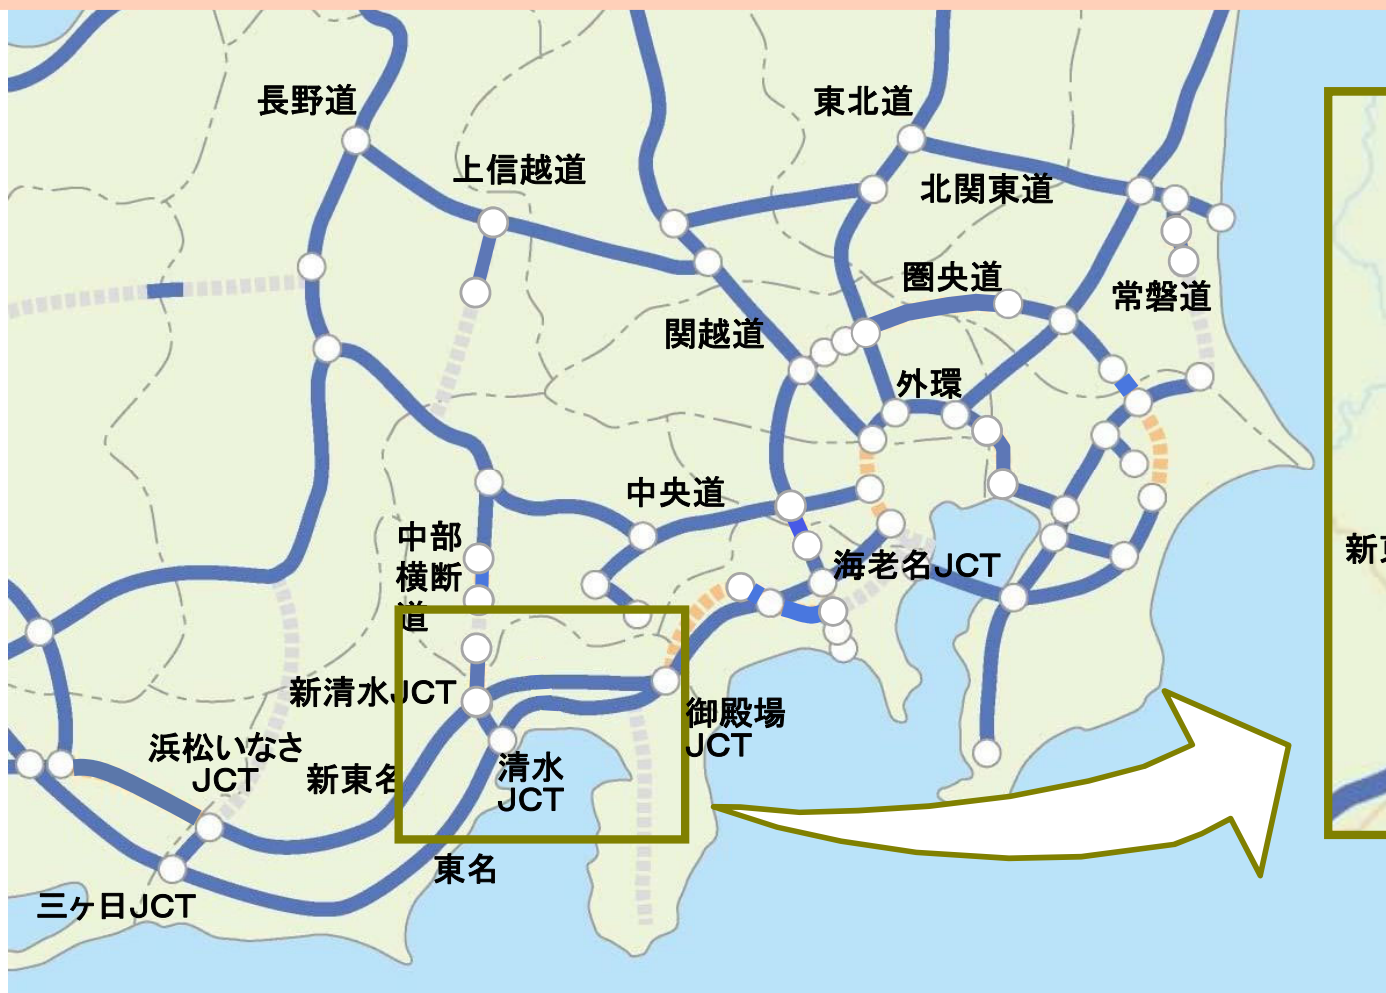 長野道
東北道
上信越道
北関東道
圏央道
常磐道
関越道
外環
中央道
中部
横断
道
海老名JCT
新清水JCT
御殿場
JCT
浜松いなさ
JCT
新東名
清水
JCT
東名
三ヶ日JCT